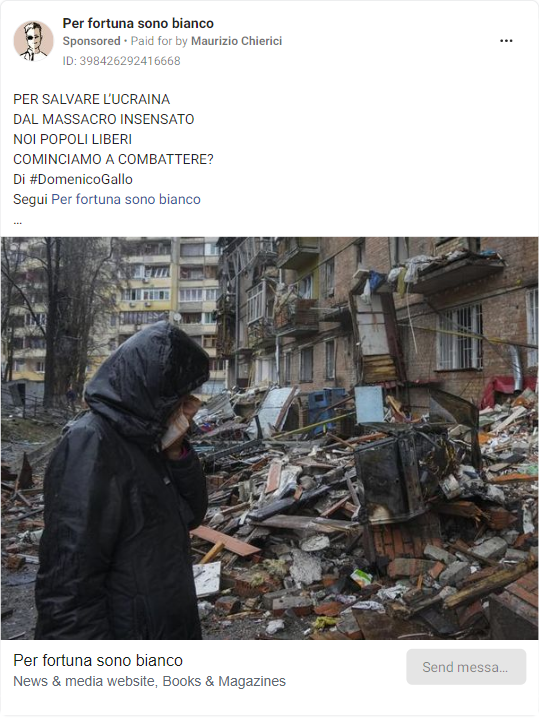 Per fortuna sono bianco
Sponsored • Paid for by Maurizio Chierici
ID: 398426292416668
PER SALVARE L’UCRAINA
DAL MASSACRO INSENSATO
NOI POPOLI LIBERI
COMINCIAMO A COMBATTERE?
Di #DomenicoGallo
Segui Per fortuna sono bianco
...
Per fortuna sono bianco
News & media website, Books & Magazines
Send messa...